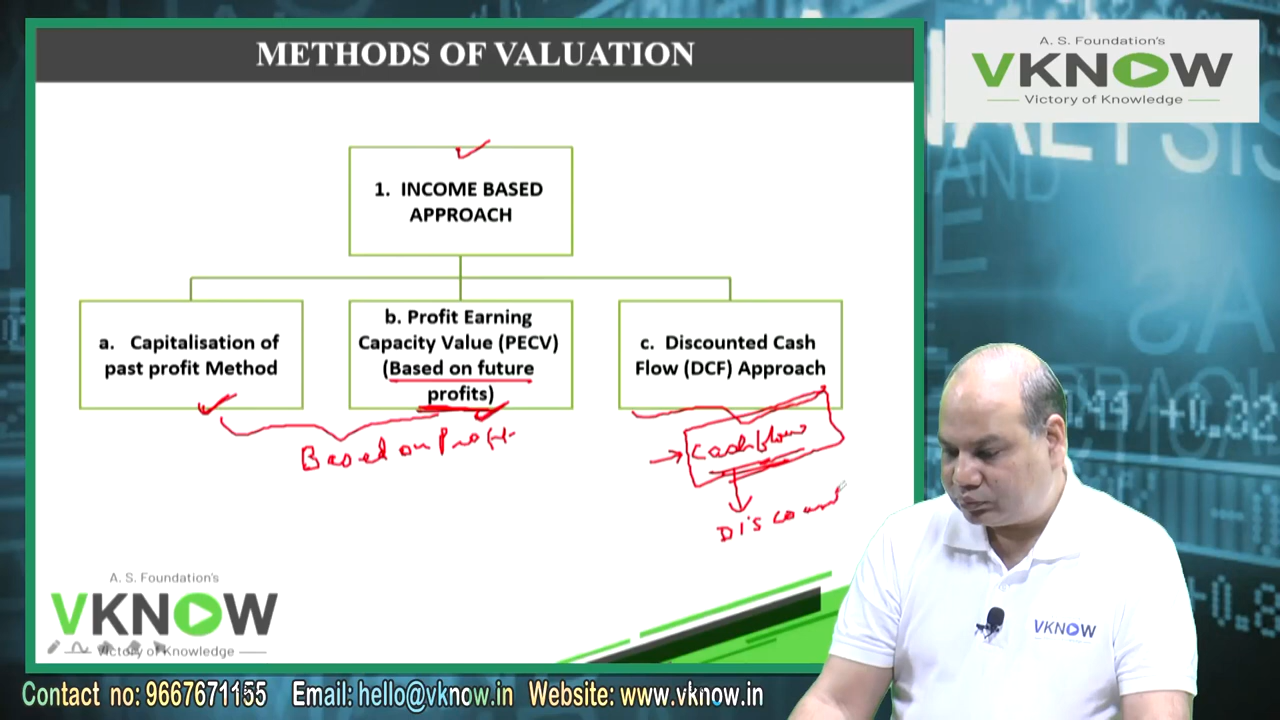 METHODS OF VALUATION
A. S. Foundation's
VKNOW
Victory of Knowledge
1. INCOME BASED
APPROACH
a. Capitalisation of
past profit Method
b. Profit Earning
Capacity Value (PECV)
(Based on future
profits)
c. Discounted Cash
Flow (DCF) Approach
Based on Profit
Cashflow
Discount
A. S. Foundation's
VKNOW
Victory of Knowledge
VKNOW
Contact no: 9667671155 Email: hello@vknow.in Website: www.vknow.in